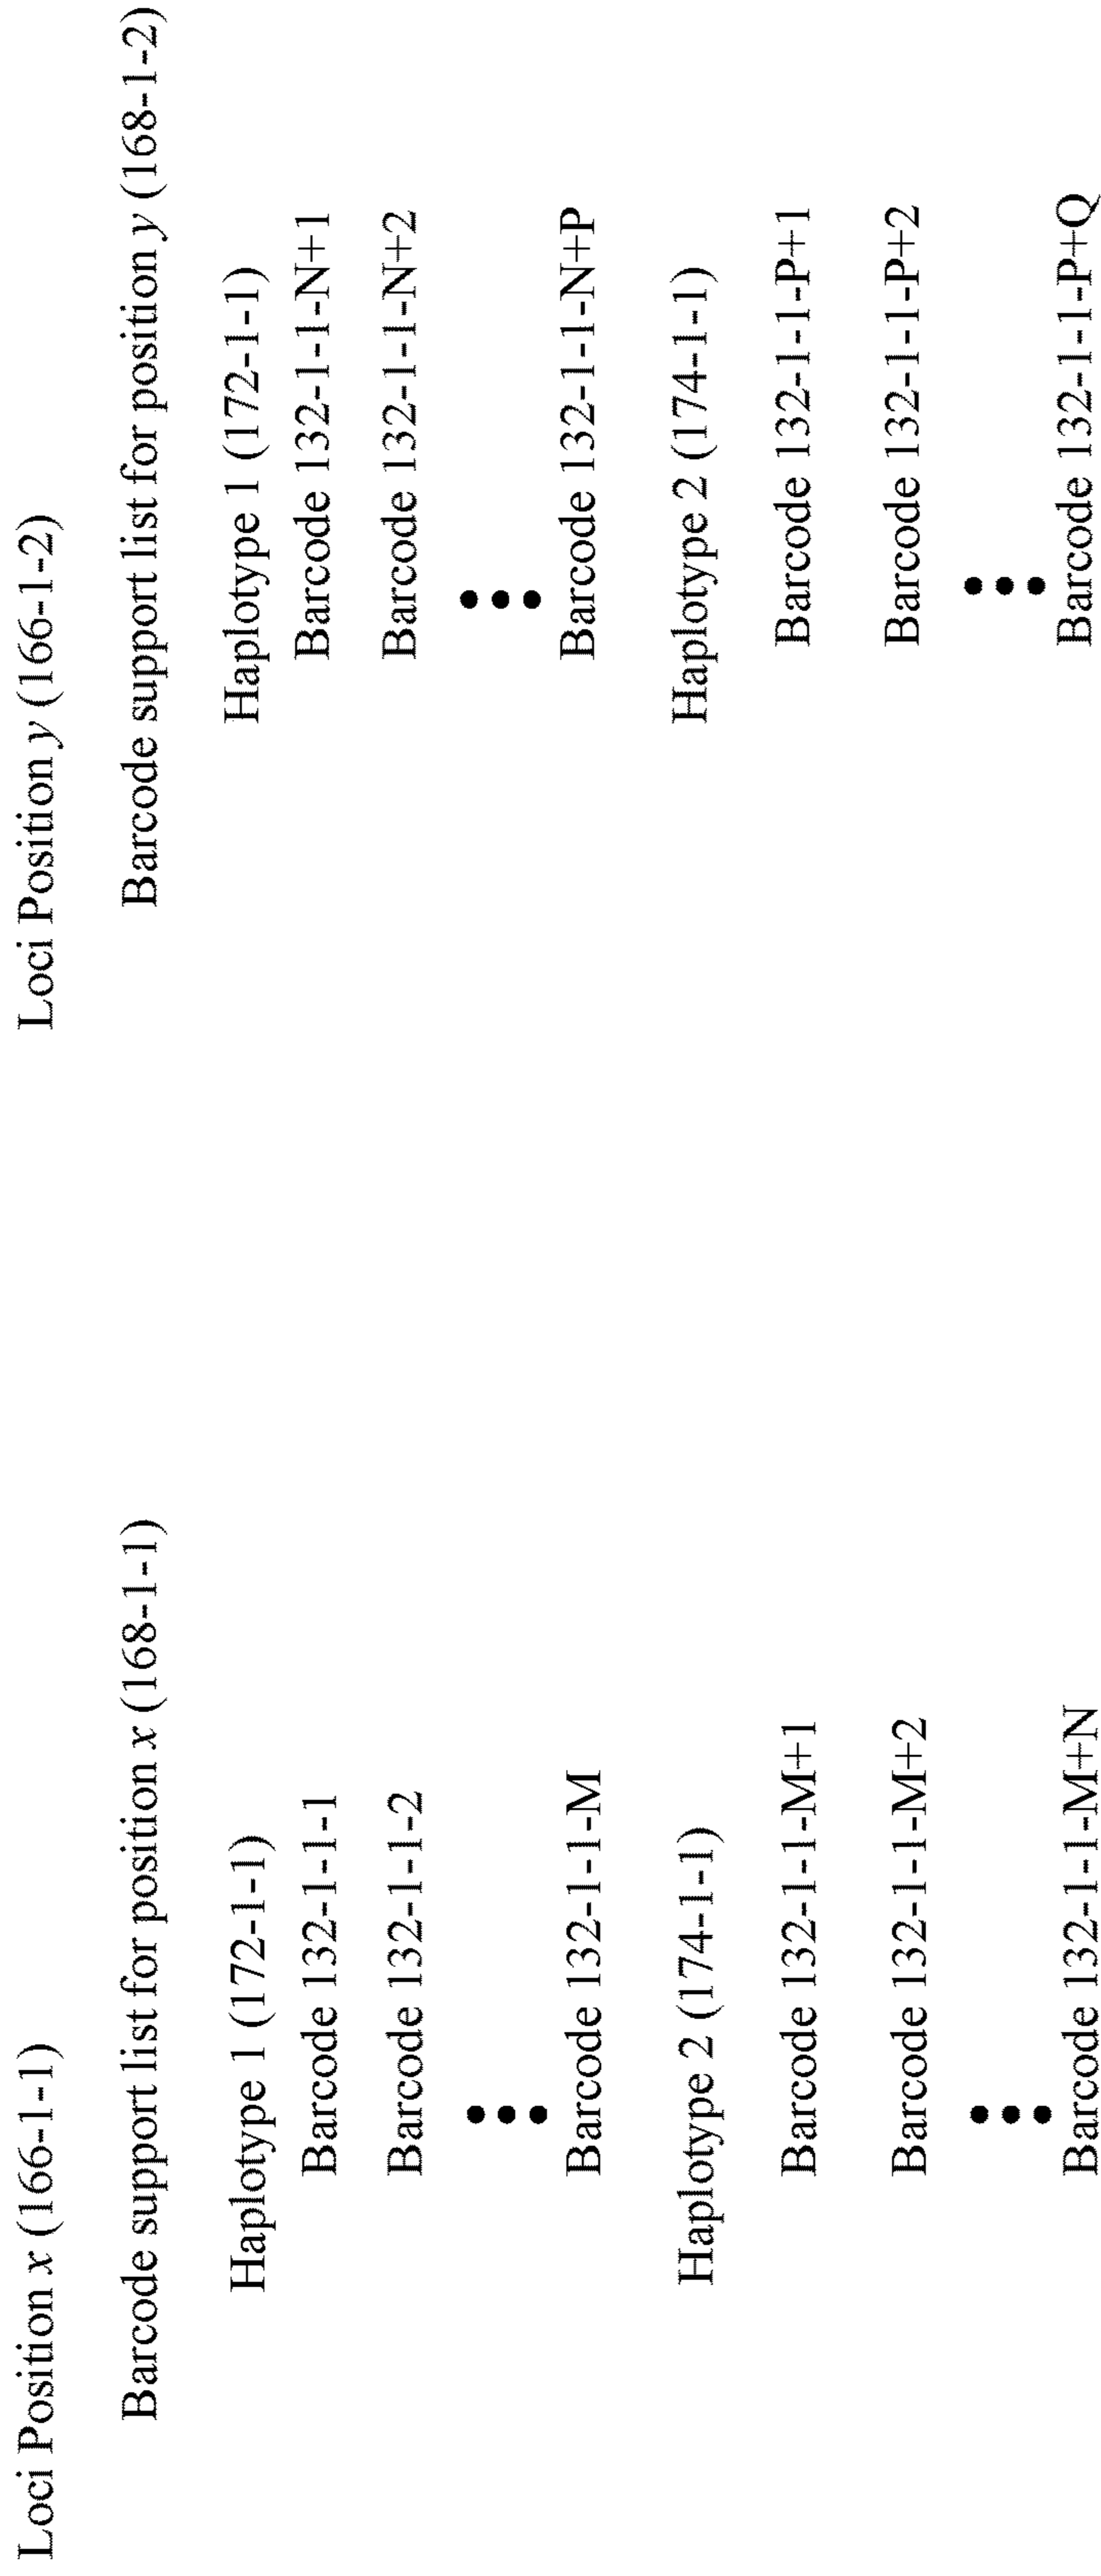 Loci Position x (166-1-1)
Barcode support list for position x (168-1-1)
Haplotype 1 (172-1-1)
Barcode 132-1-1-1
Barcode 132-1-1-2
Barcode 132-1-1-M
Haplotype 2 (174-1-1)
Barcode 132-1-1-M+1
Barcode 132-1-1-M+2
Barcode 132-1-1-M+N
Loci Position y (166-1-2)
Barcode support list for position y (168-1-2)
Haplotype 1 (172-1-1)
Barcode 132-1-1-N+1
Barcode 132-1-1-N+2
Barcode 132-1-1-N+P
Haplotype 2 (174-1-1)
Barcode 132-1-1-P+1
Barcode 132-1-1-P+2
Barcode 132-1-1-P+Q